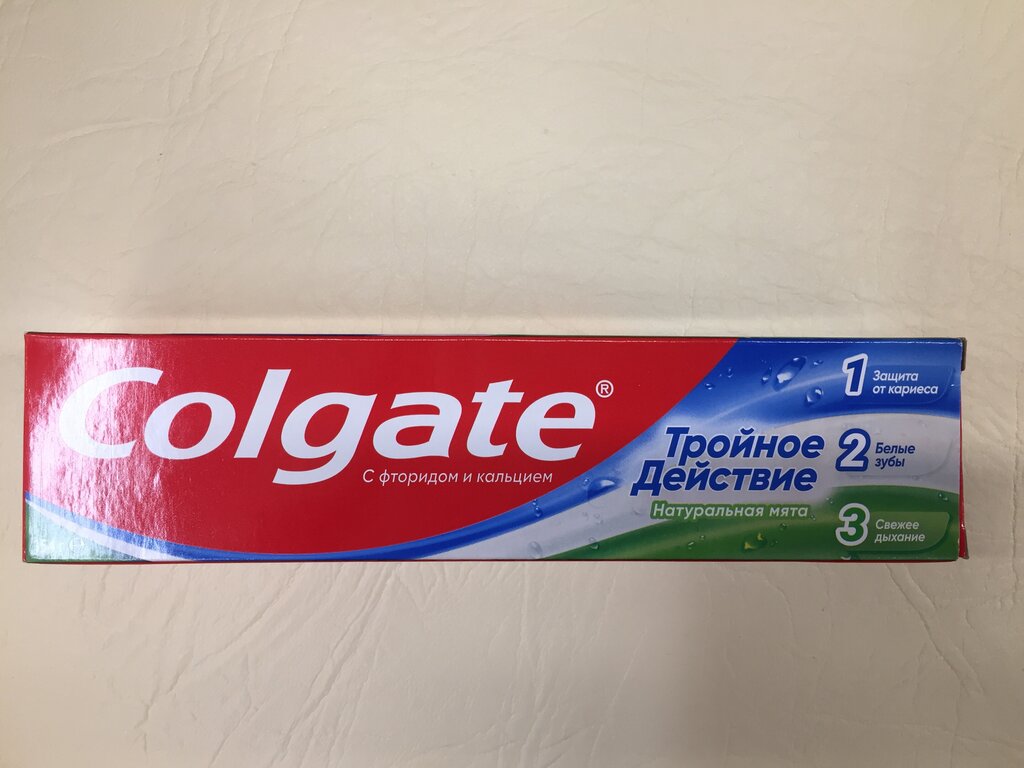 Colgate®
С фторидом и кальцием
Тройное
Действие
Натуральная мята
1 Защита
от кариеса
2 Белые
зубы
3 Свежее
дыхание